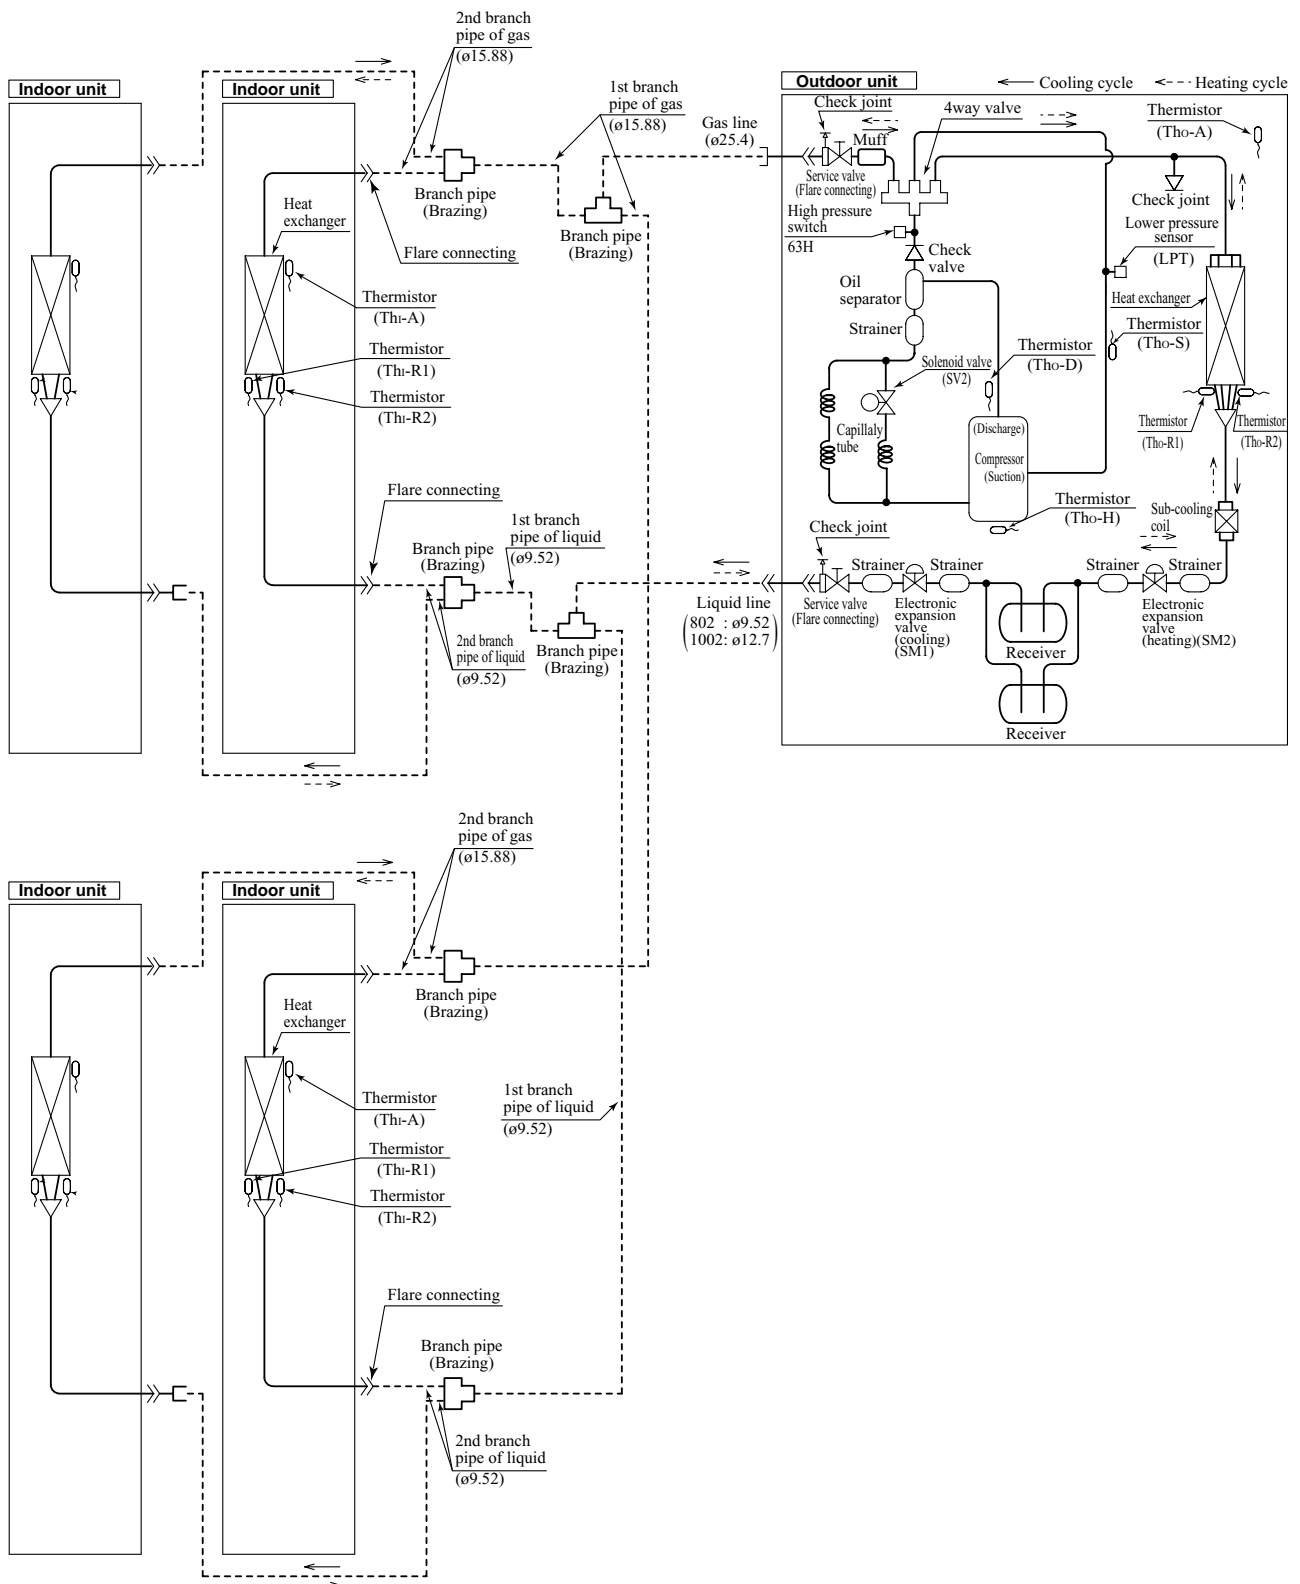 2nd branch
pipe of gas
(ø15.88)
Indoor unit
Indoor unit
1st branch
pipe of gas
(ø15.88)
Gas line
(ø25.4)
Branch pipe
(Brazing)
Branch pipe
(Brazing)
Heat
exchanger
Flare connecting
Thermistor
(ThI-A)
Thermistor
(ThI-R1)
Thermistor
(ThI-R2)
Flare connecting
Branch pipe
(Brazing)
1st branch
pipe of liquid
(ø9.52)
2nd branch
pipe of liquid
(ø9.52)
Branch pipe
(Brazing)
Liquid line
(802 : ø9.52
1002: ø12.7)
Outdoor unit
Cooling cycle
Heating cycle
Check joint
4way valve
Thermistor
(ThO-A)
Muff
Service valve
(Flare connecting)
Check joint
High pressure
switch
63H
Check
valve
Lower pressure
sensor
(LPT)
Oil
separator
Heat exchanger
Strainer
Thermistor
(ThO-S)
Solenoid valve
(SV2)
Thermistor
(ThO-D)
Capillaly
tube
(Discharge)
Compressor
(Suction)
Thermistor
(ThO-R1)
Thermistor
(ThO-R2)
Thermistor
(ThO-H)
Sub-cooling
coil
Check joint
Strainer
Strainer
Strainer
Strainer
Service valve
(Flare connecting)
Electronic
expansion
valve
(cooling)
(SM1)
Receiver
Electronic
expansion
valve
(heating)(SM2)
Receiver
2nd branch
pipe of gas
(ø15.88)
Indoor unit
Indoor unit
Branch pipe
(Brazing)
Heat
exchanger
Thermistor
(ThI-A)
Thermistor
(ThI-R1)
Thermistor
(ThI-R2)
1st branch
pipe of liquid
(ø9.52)
Flare connecting
Branch pipe
(Brazing)
2nd branch
pipe of liquid
(ø9.52)